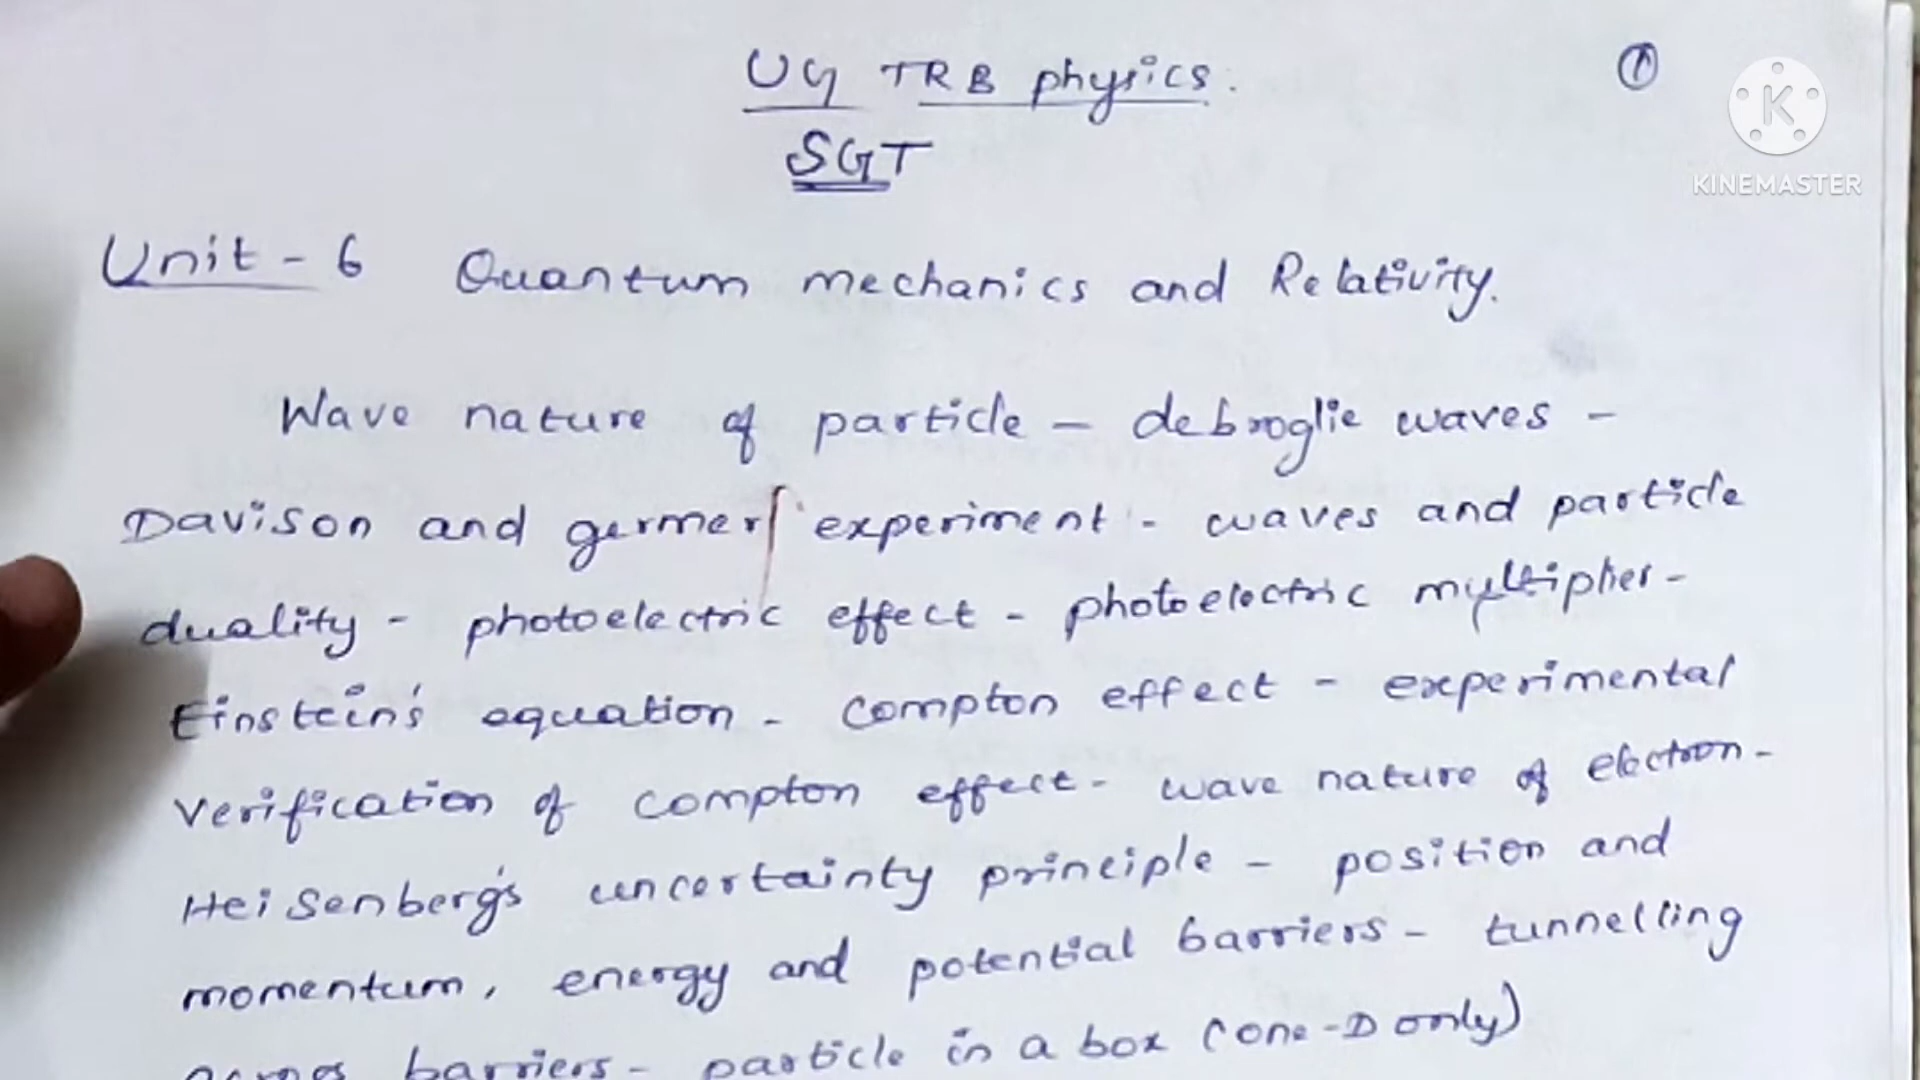 UG TRB physics.
①
K
KINEMASTER
SGT
Unit - 6 Quantum mechanics and Relativity.
Wave nature of particle - debroglie waves -
Davison and germer experiment - waves and particle
duality - photoelectric effect - photoelectric multiplier -
Einstein's equation - compton effect - experimental
verification of compton effect - wave nature of electron -
Heisenberg's uncertainty principle - position and
momentum, energy and potential barriers - tunnelling
across barriers - particle in a box (one-D only)